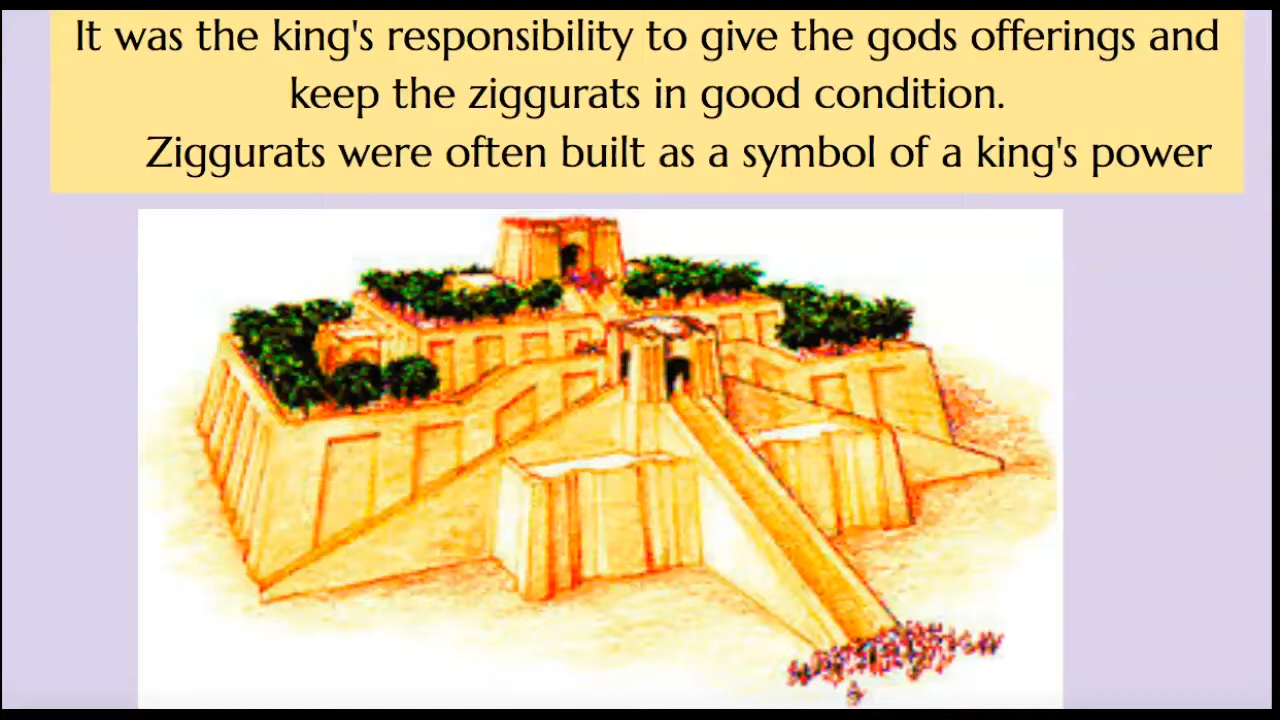 It was the king's responsibility to give the gods offerings and
keep the ziggurats in good condition.
Ziggurats were often built as a symbol of a king's power